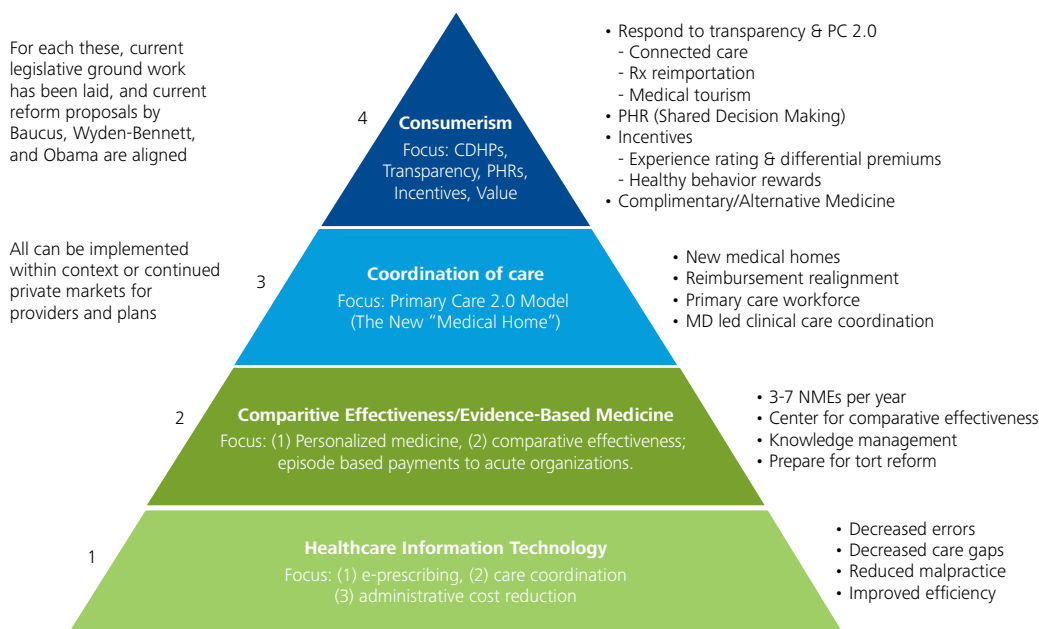 For each these, current
legislative ground work
has been laid, and current
reform proposals by
Baucus, Wyden-Bennett,
and Obama are aligned
4
Consumerism
Focus: CDHPs,
Transparency, PHRs,
Incentives, Value
• Respond to transparency & PC 2.0
- Connected care
- Rx reimportation
- Medical tourism
• PHR (Shared Decision Making)
• Incentives
- Experience rating & differential premiums
- Healthy behavior rewards
• Complimentary/Alternative Medicine
All can be implemented
within context or continued
private markets for
providers and plans
3
Coordination of care
Focus: Primary Care 2.0 Model
(The New “Medical Home”)
• New medical homes
• Reimbursement realignment
• Primary care workforce
• MD led clinical care coordination
2
Comparitive Effectiveness/Evidence-Based Medicine
Focus: (1) Personalized medicine, (2) comparative effectiveness;
episode based payments to acute organizations.
• 3-7 NMEs per year
• Center for comparative effectiveness
• Knowledge management
• Prepare for tort reform
1
Healthcare Information Technology
Focus: (1) e-prescribing, (2) care coordination
(3) administrative cost reduction
• Decreased errors
• Decreased care gaps
• Reduced malpractice
• Improved efficiency